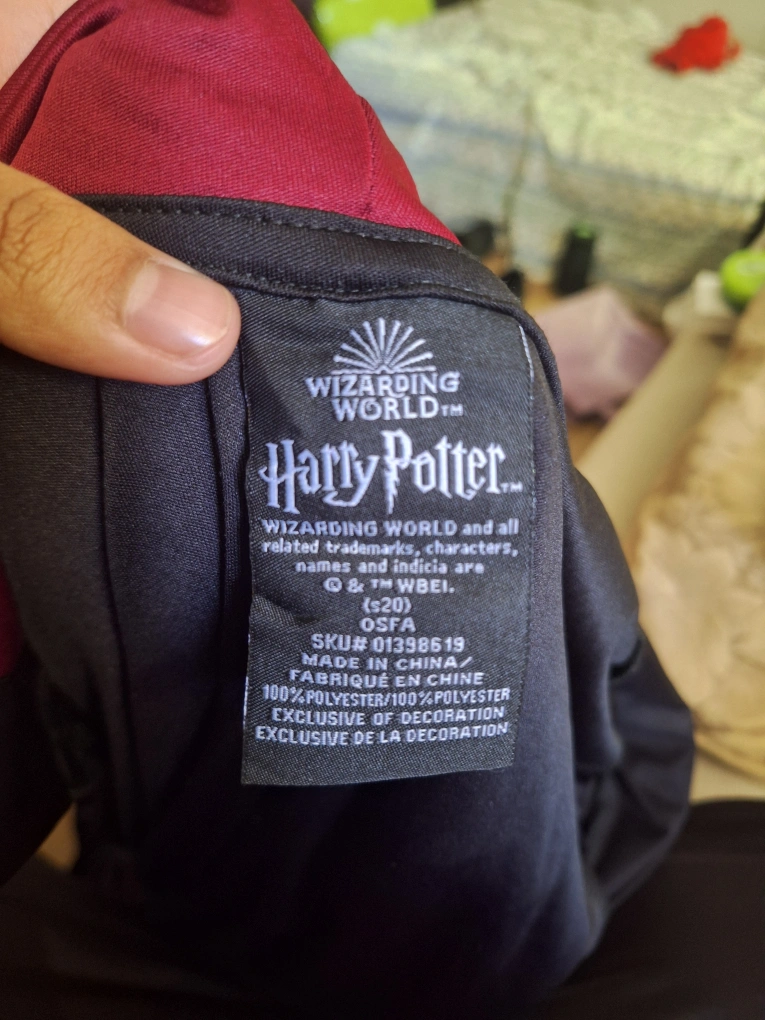 WIZARDING
WORLD™
Harry Potter™
WIZARDING WORLD and all
related trademarks, characters,
names and indicia are
© & ™ WBEI.
(s20)
OSFA
SKU# 01398619
MADE IN CHINA/
FABRIQUÉ EN CHINE
100%POLYESTER/100%POLYESTER
EXCLUSIVE OF DECORATION
EXCLUSIVE DE LA DECORATION